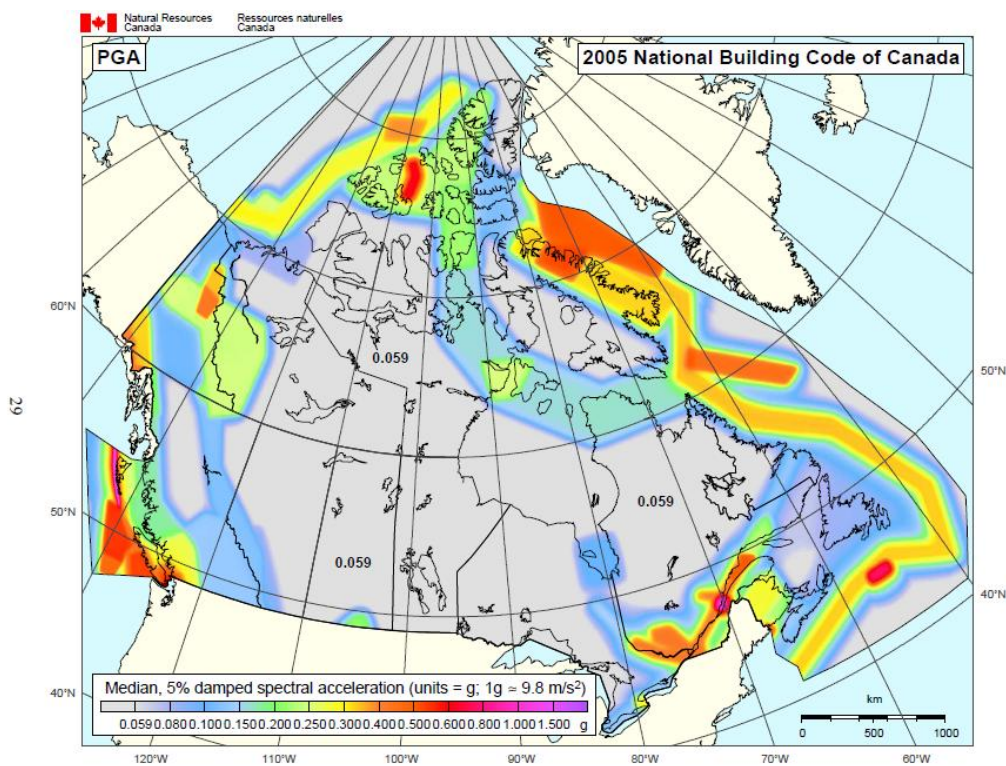 Natural Resources Canada
Ressources naturelles Canada
PGA
2005 National Building Code of Canada
60°N
50°N
40°N
50°N
40°N
0.059
0.059
0.059
29
Median, 5% damped spectral acceleration (units = g; 1g ≃ 9.8 m/s²)
0.059 0.080 0.100 0.150 0.200 0.250 0.300 0.400 0.500 0.600 0.800 1.000 1.500 g
km
0 500 1000
120°W 110°W 100°W 90°W 80°W 70°W 60°W